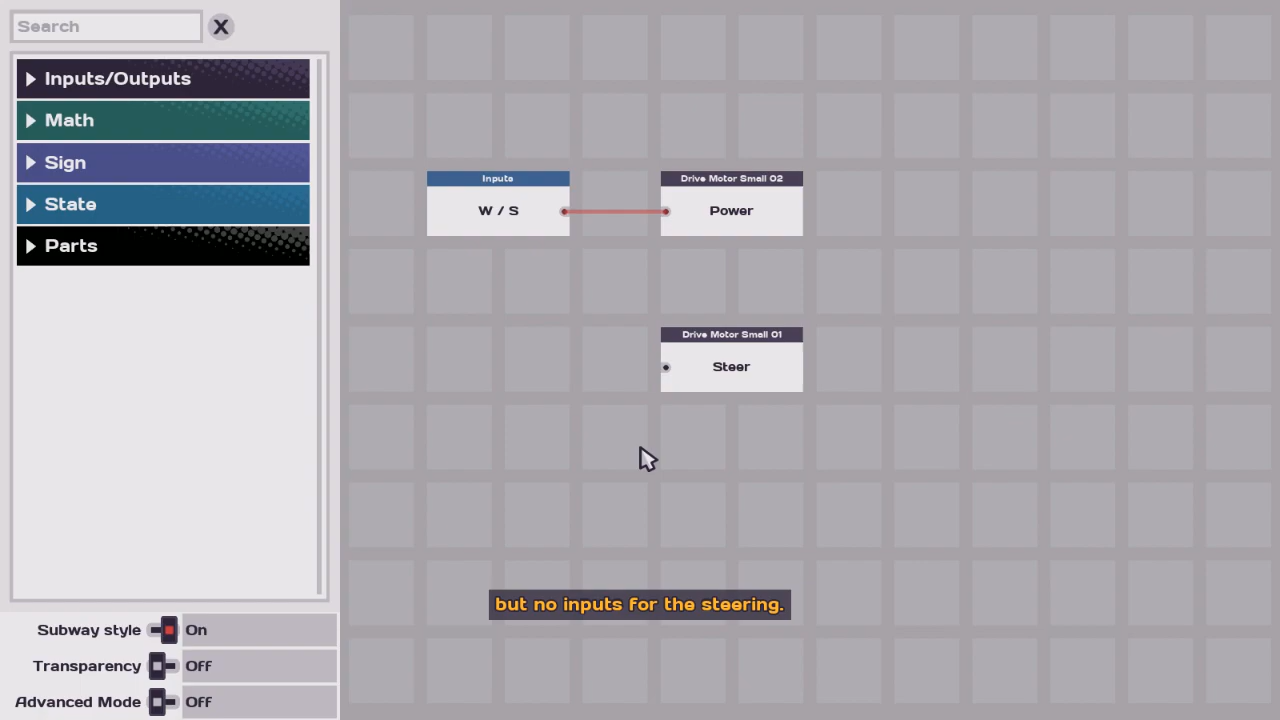 Search
X
Inputs/Outputs
Math
Sign
State
Parts
Inputs
W / S
Drive Motor Small 02
Power
Drive Motor Small 01
Steer
but no inputs for the steering.
Subway style On
Transparency Off
Advanced Mode Off